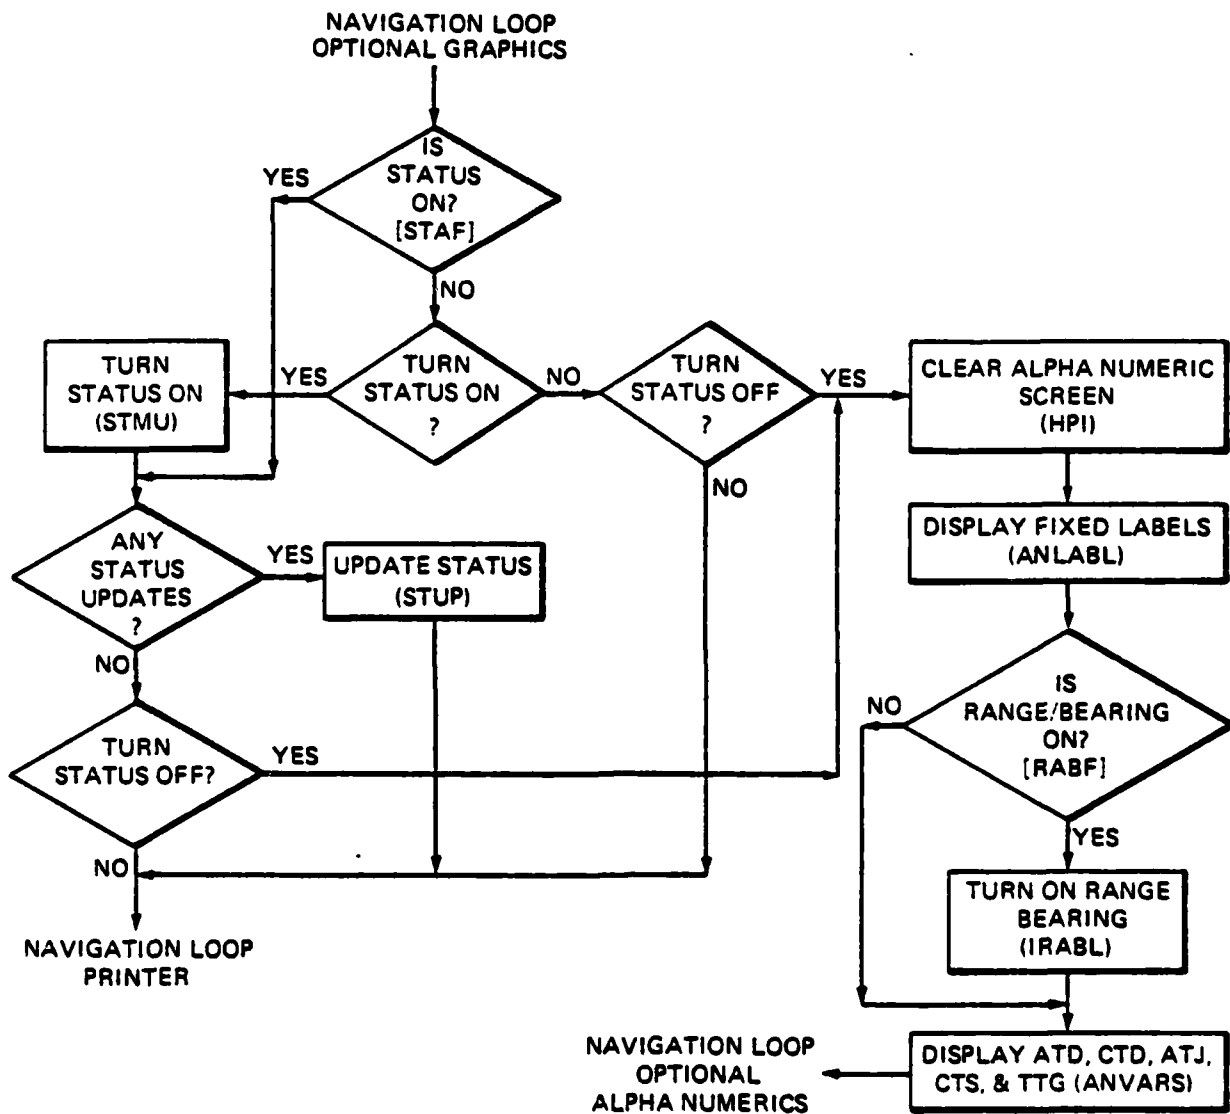 NAVIGATION LOOP
OPTIONAL GRAPHICS
IS
STATUS
ON?
[STAF]
YES
NO
TURN
STATUS ON
(STMU)
YES
TURN
STATUS ON
?
NO
TURN
STATUS OFF
?
YES
CLEAR ALPHA NUMERIC
SCREEN
(HPI)
NO
ANY
STATUS
UPDATES
?
YES
UPDATE STATUS
(STUP)
DISPLAY FIXED LABELS
(ANLABL)
NO
TURN
STATUS OFF?
YES
IS
RANGE/BEARING
ON?
[RABF]
NO
YES
NO
TURN ON RANGE
BEARING
(IRABL)
NAVIGATION LOOP
PRINTER
DISPLAY ATD, CTD, ATJ,
CTS, & TTG (ANVARS)
NAVIGATION LOOP
OPTIONAL
ALPHA NUMERICS